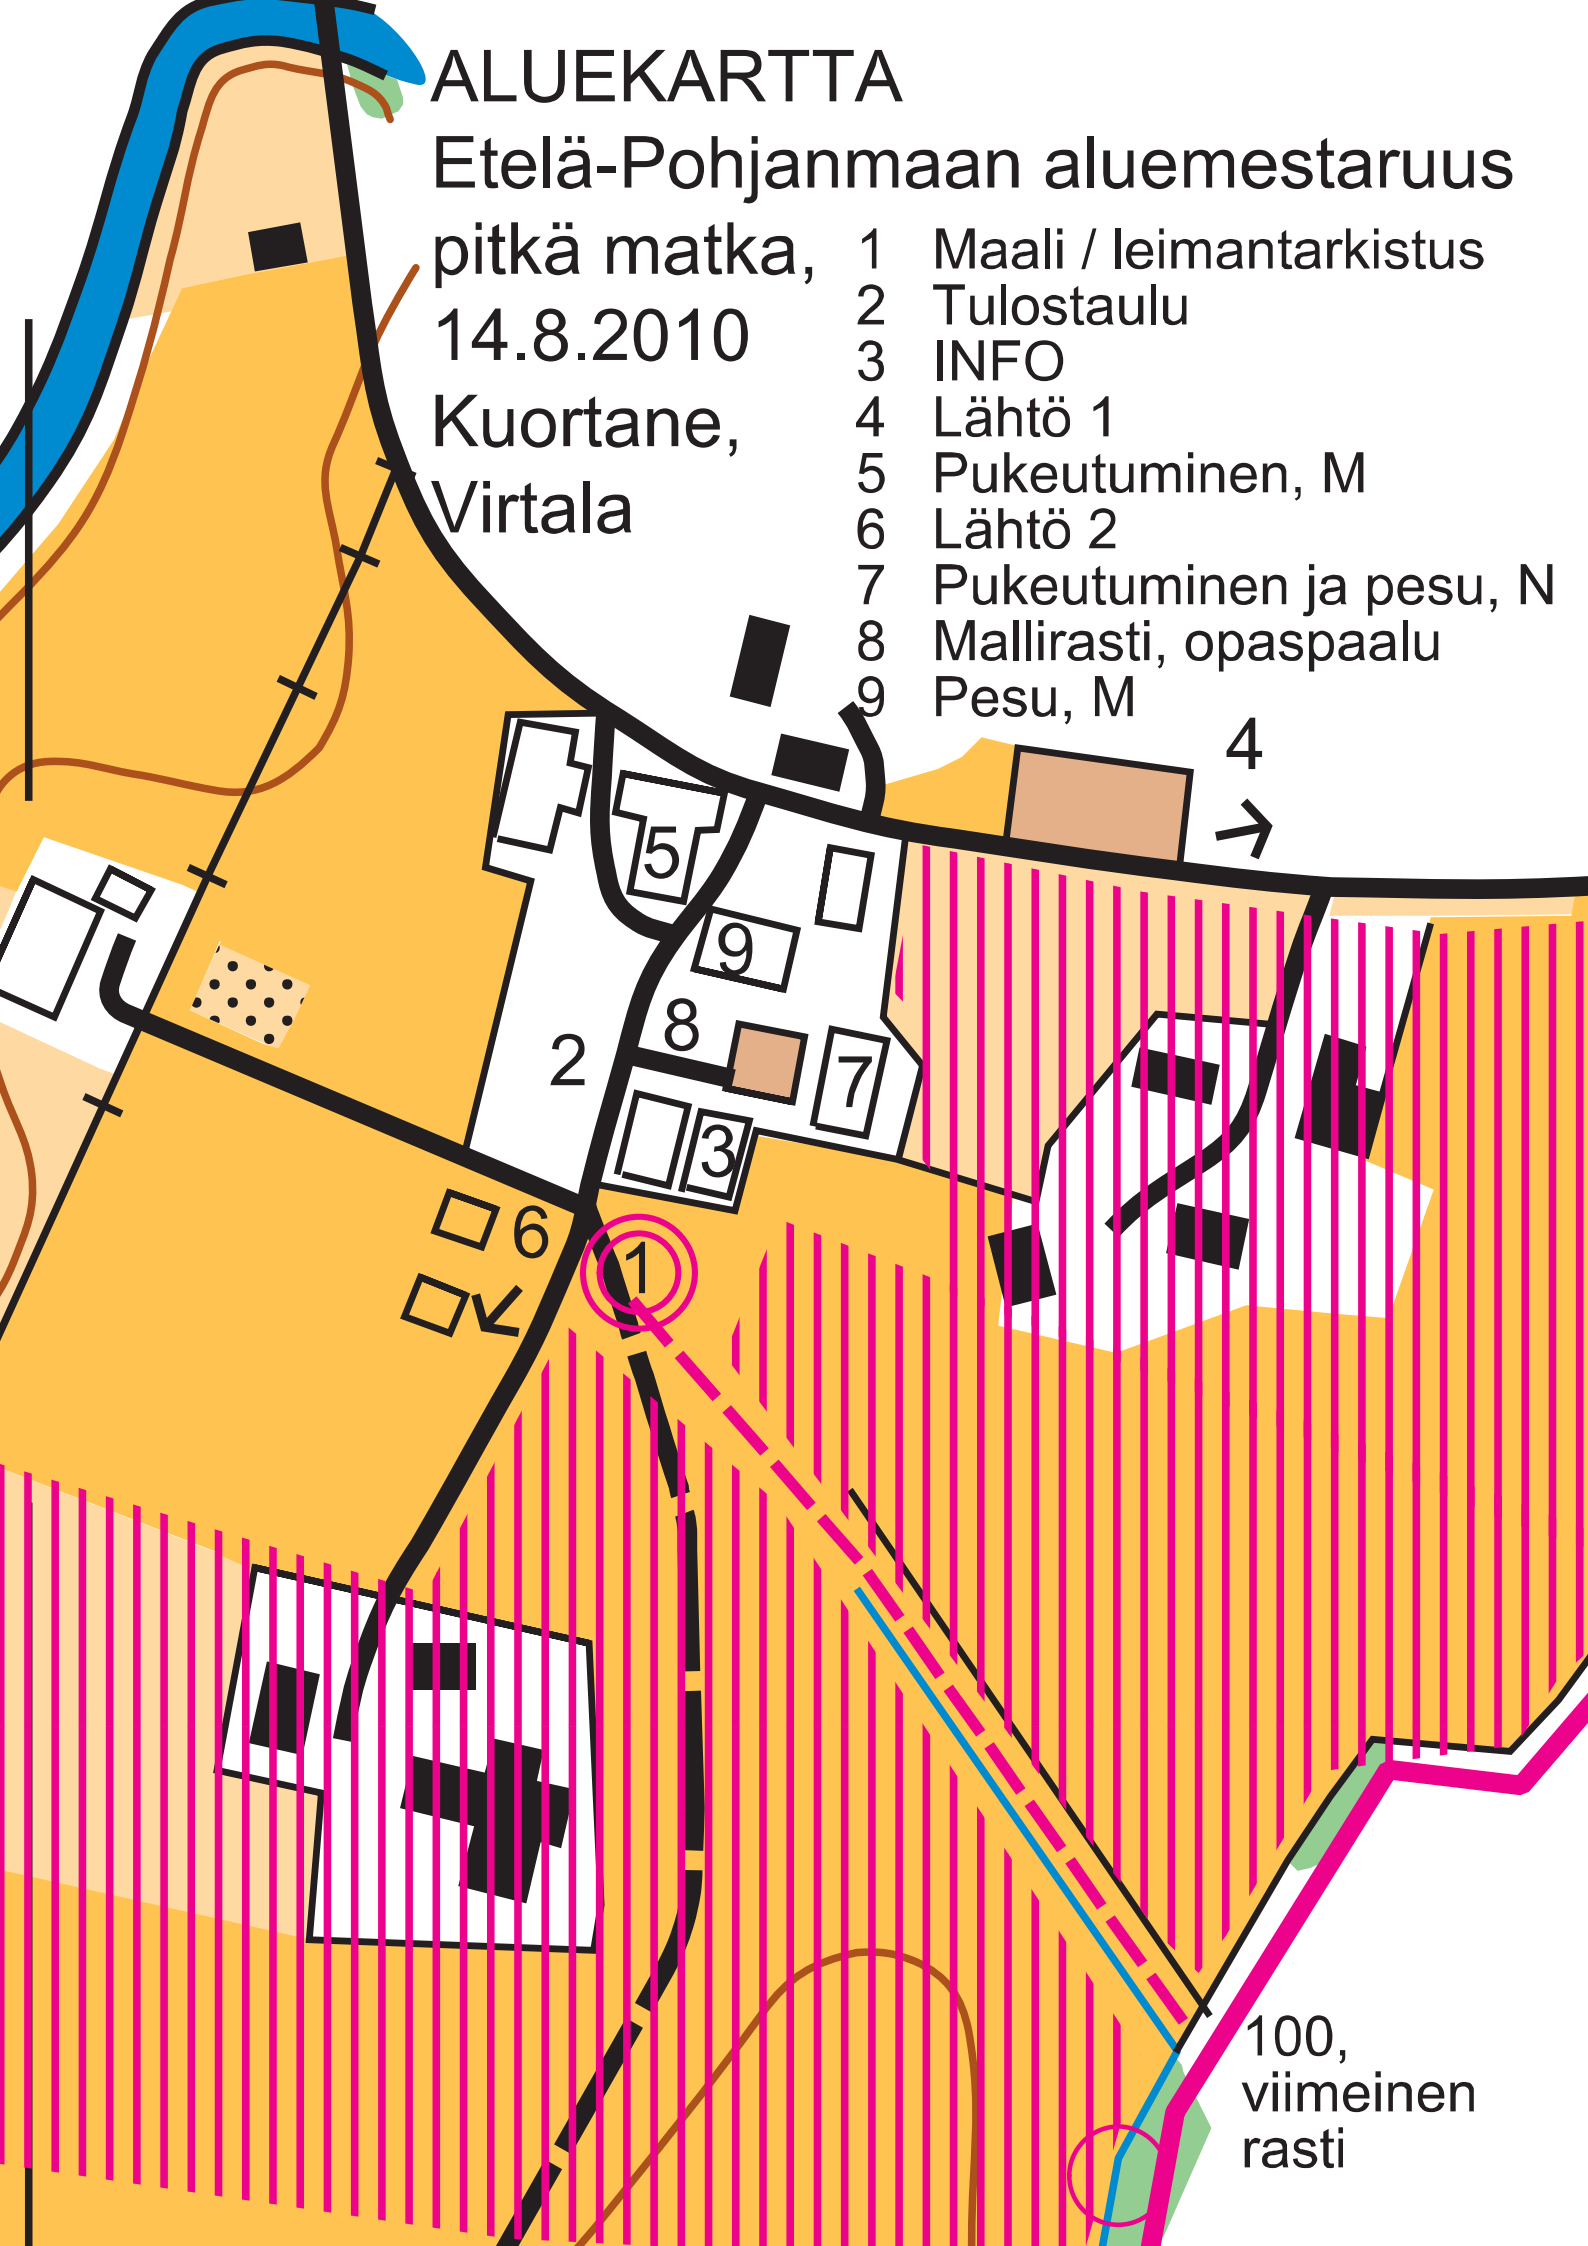 ALUEKARTTA
Etelä-Pohjanmaan aluemestaruus
pitkä matka,
14.8.2010
Kuortane,
Virtala
1 Maali / leimantarkistus
2 Tulostaulu
3 INFO
4 Lähtö 1
5 Pukeutuminen, M
6 Lähtö 2
7 Pukeutuminen ja pesu, N
8 Mallirasti, opaspaalu
9 Pesu, M
4
5
9
8
2
7
3
6
1
100,
viimeinen
rasti